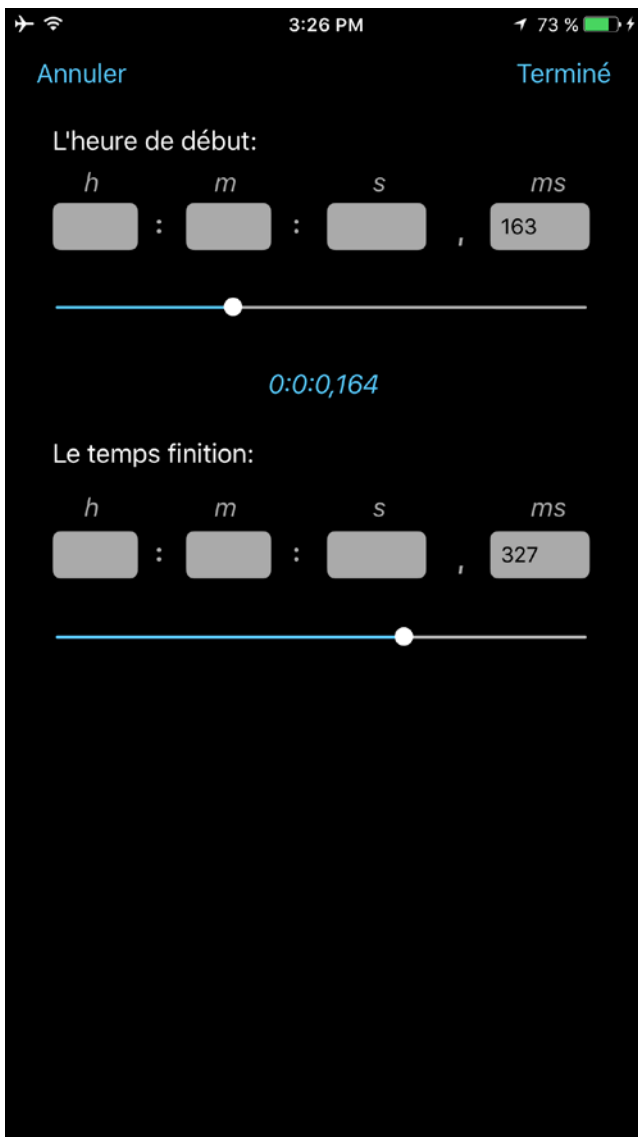 3:26 PM 73 %
Annuler Terminé
L'heure de début:
h m s ms
: : , 163
0:0:0,164
Le temps finition:
h m s ms
: : , 327